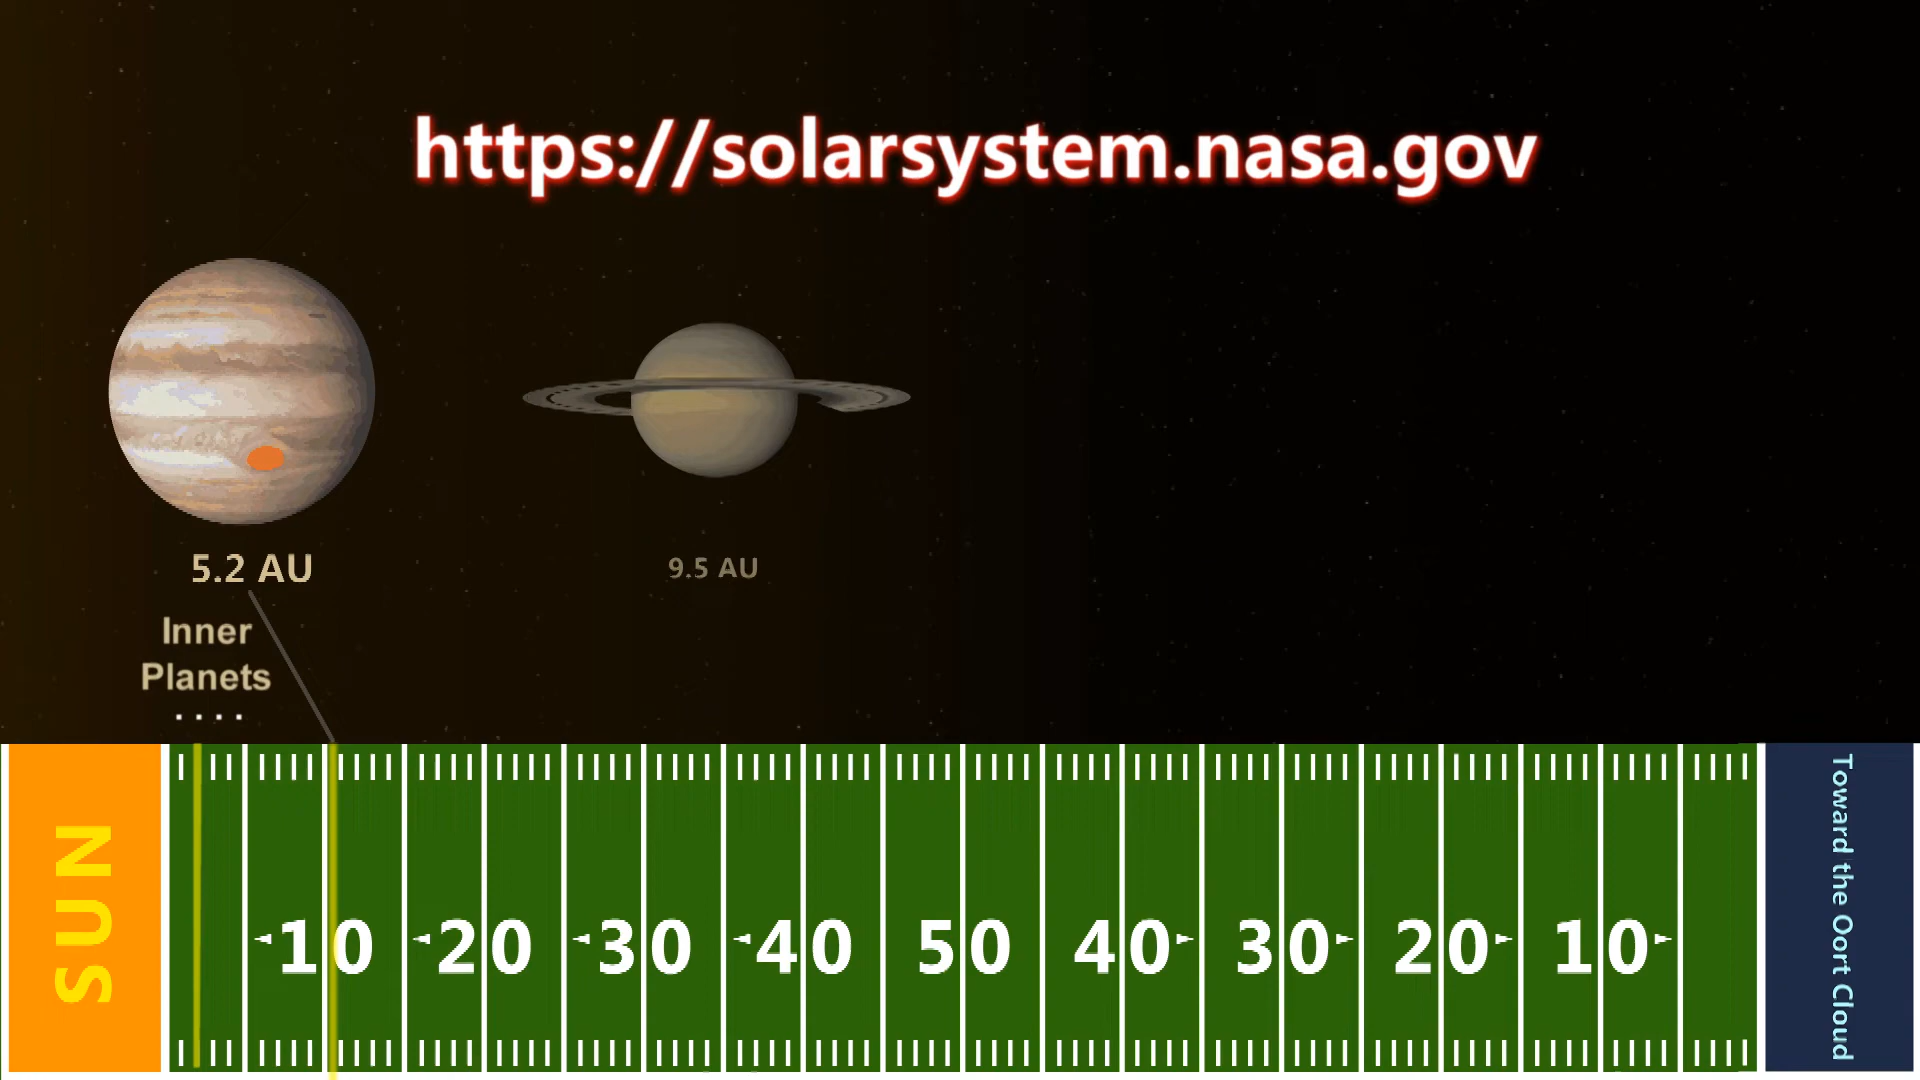 https://solarsystem.nasa.gov
5.2 AU
9.5 AU
Inner
Planets
SUN
10 20 30 40 50 40 30 20 10
Toward the Oort Cloud